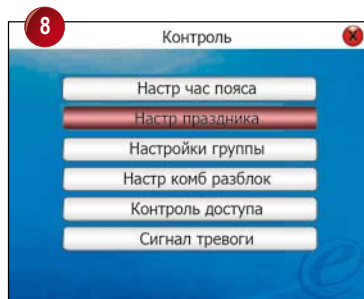 8
Контроль
X
Настр час пояса
Настр праздника
Настройки группы
Настр комб разблок
Контроль доступа
Сигнал тревоги